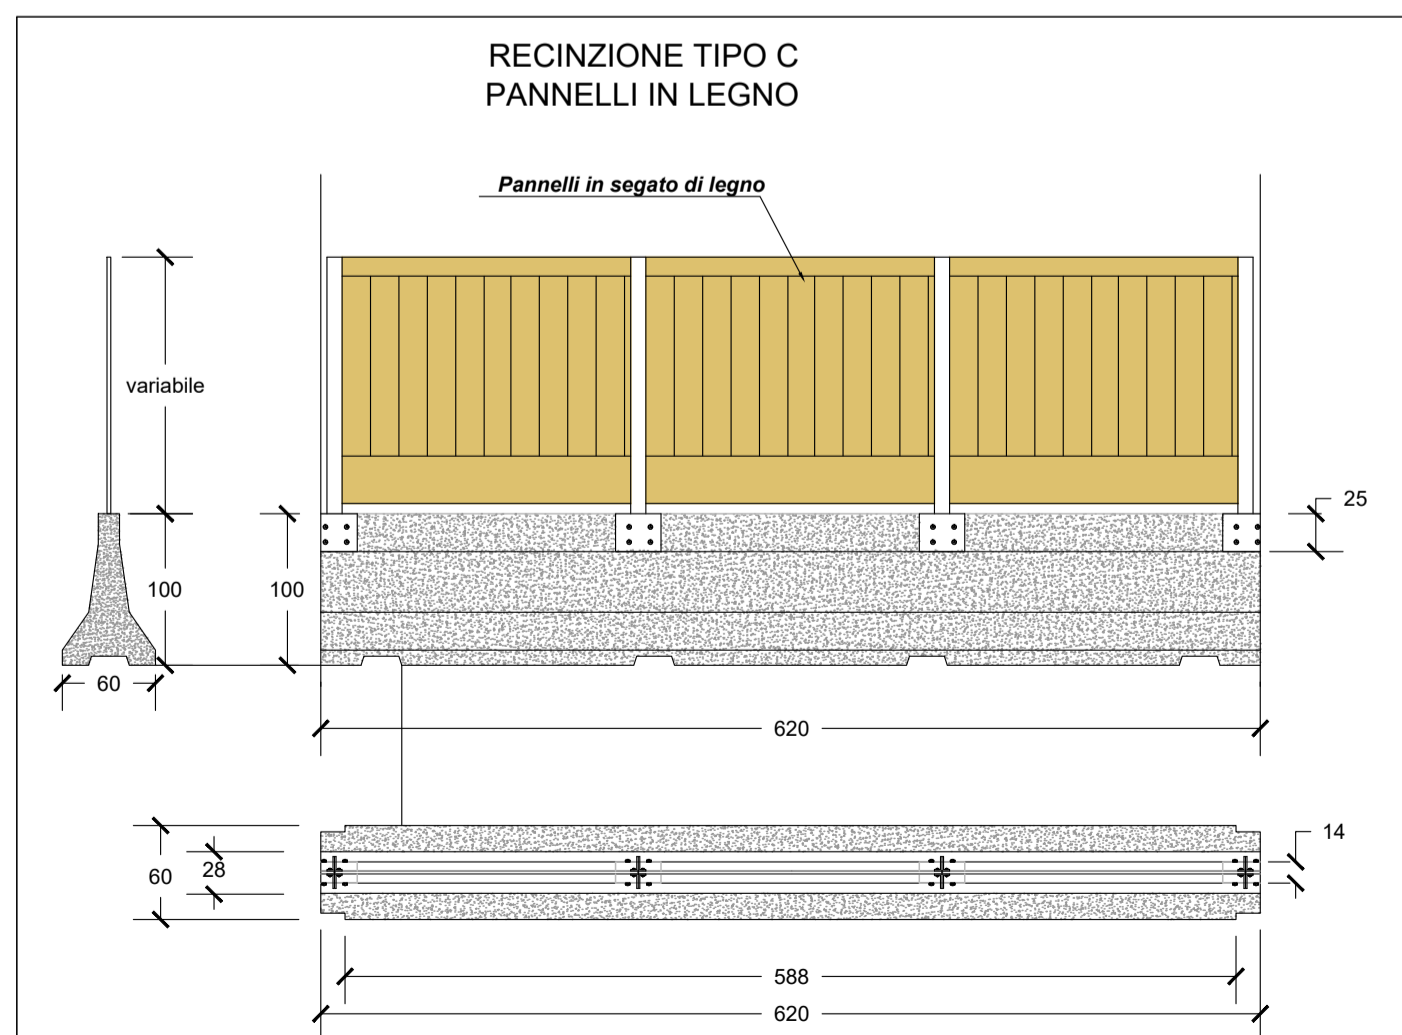 RECINZIONE TIPO C
PANNELLI IN LEGNO
Pannelli in segato di legno
variabile
25
100
100
60
620
14
60
28
588
620